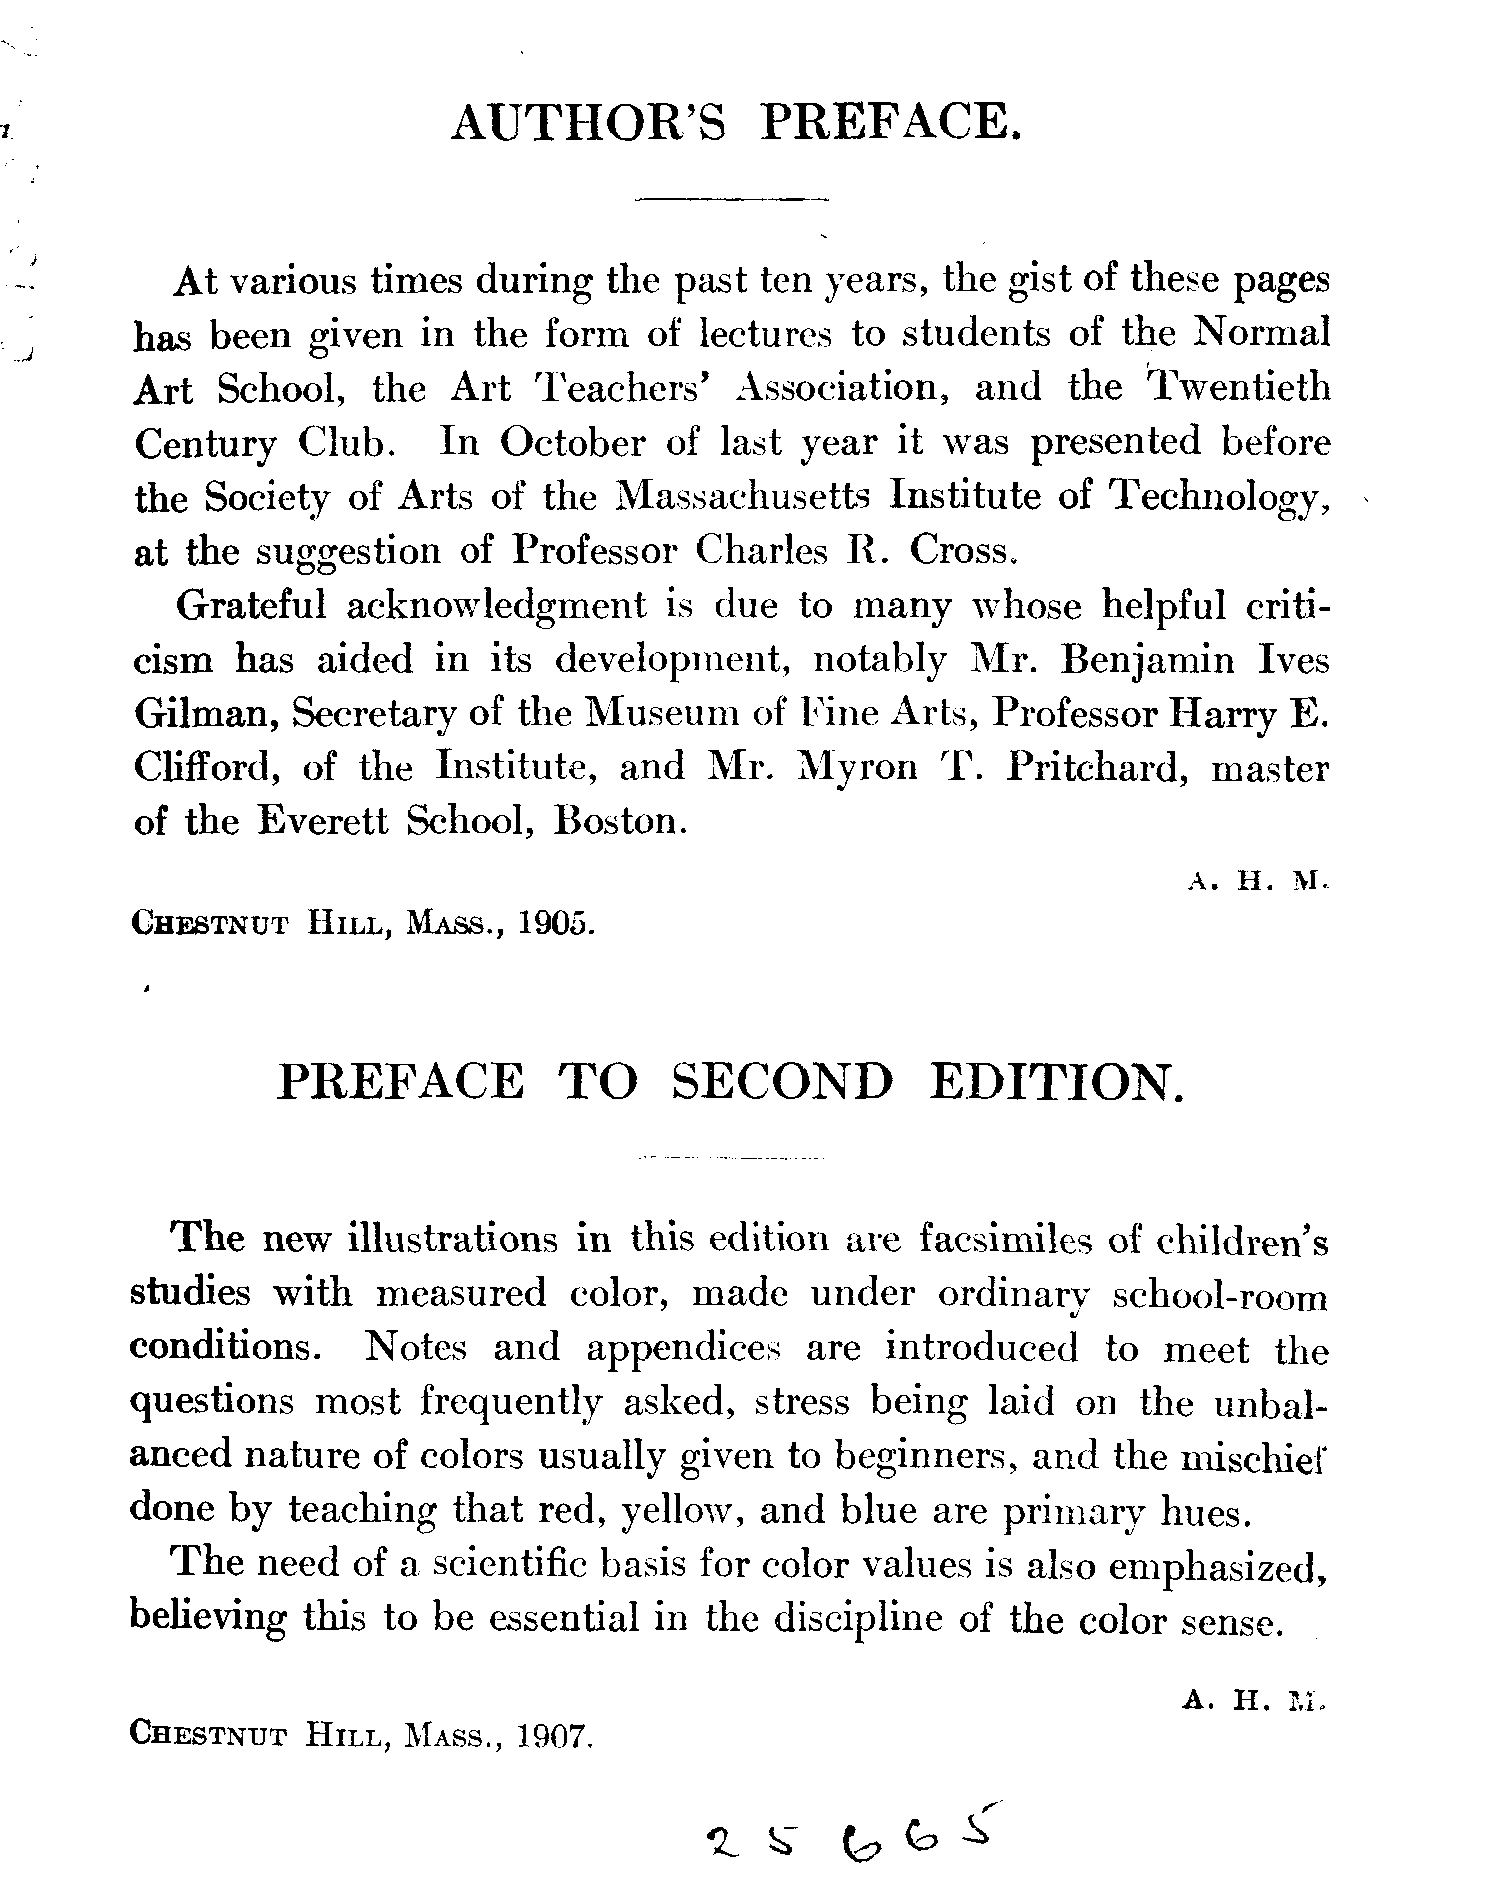 AUTHOR'S PREFACE.
At various times during the past ten years, the gist of these pages
has been given in the form of lectures to students of the Normal
Art School, the Art Teachers' Association, and the Twentieth
Century Club. In October of last year it was presented before
the Society of Arts of the Massachusetts Institute of Technology,
at the suggestion of Professor Charles R. Cross.
Grateful acknowledgment is due to many whose helpful criti-
cism has aided in its development, notably Mr. Benjamin Ives
Gilman, Secretary of the Museum of Fine Arts, Professor Harry E.
Clifford, of the Institute, and Mr. Myron T. Pritchard, master
of the Everett School, Boston.
A. H. M.
CHESTNUT HILL, MASS., 1905.
PREFACE TO SECOND EDITION.
The new illustrations in this edition are facsimiles of children's
studies with measured color, made under ordinary school-room
conditions. Notes and appendices are introduced to meet the
questions most frequently asked, stress being laid on the unbal-
anced nature of colors usually given to beginners, and the mischief
done by teaching that red, yellow, and blue are primary hues.
The need of a scientific basis for color values is also emphasized,
believing this to be essential in the discipline of the color sense.
A. H. M.
CHESTNUT HILL, MASS., 1907.
25665